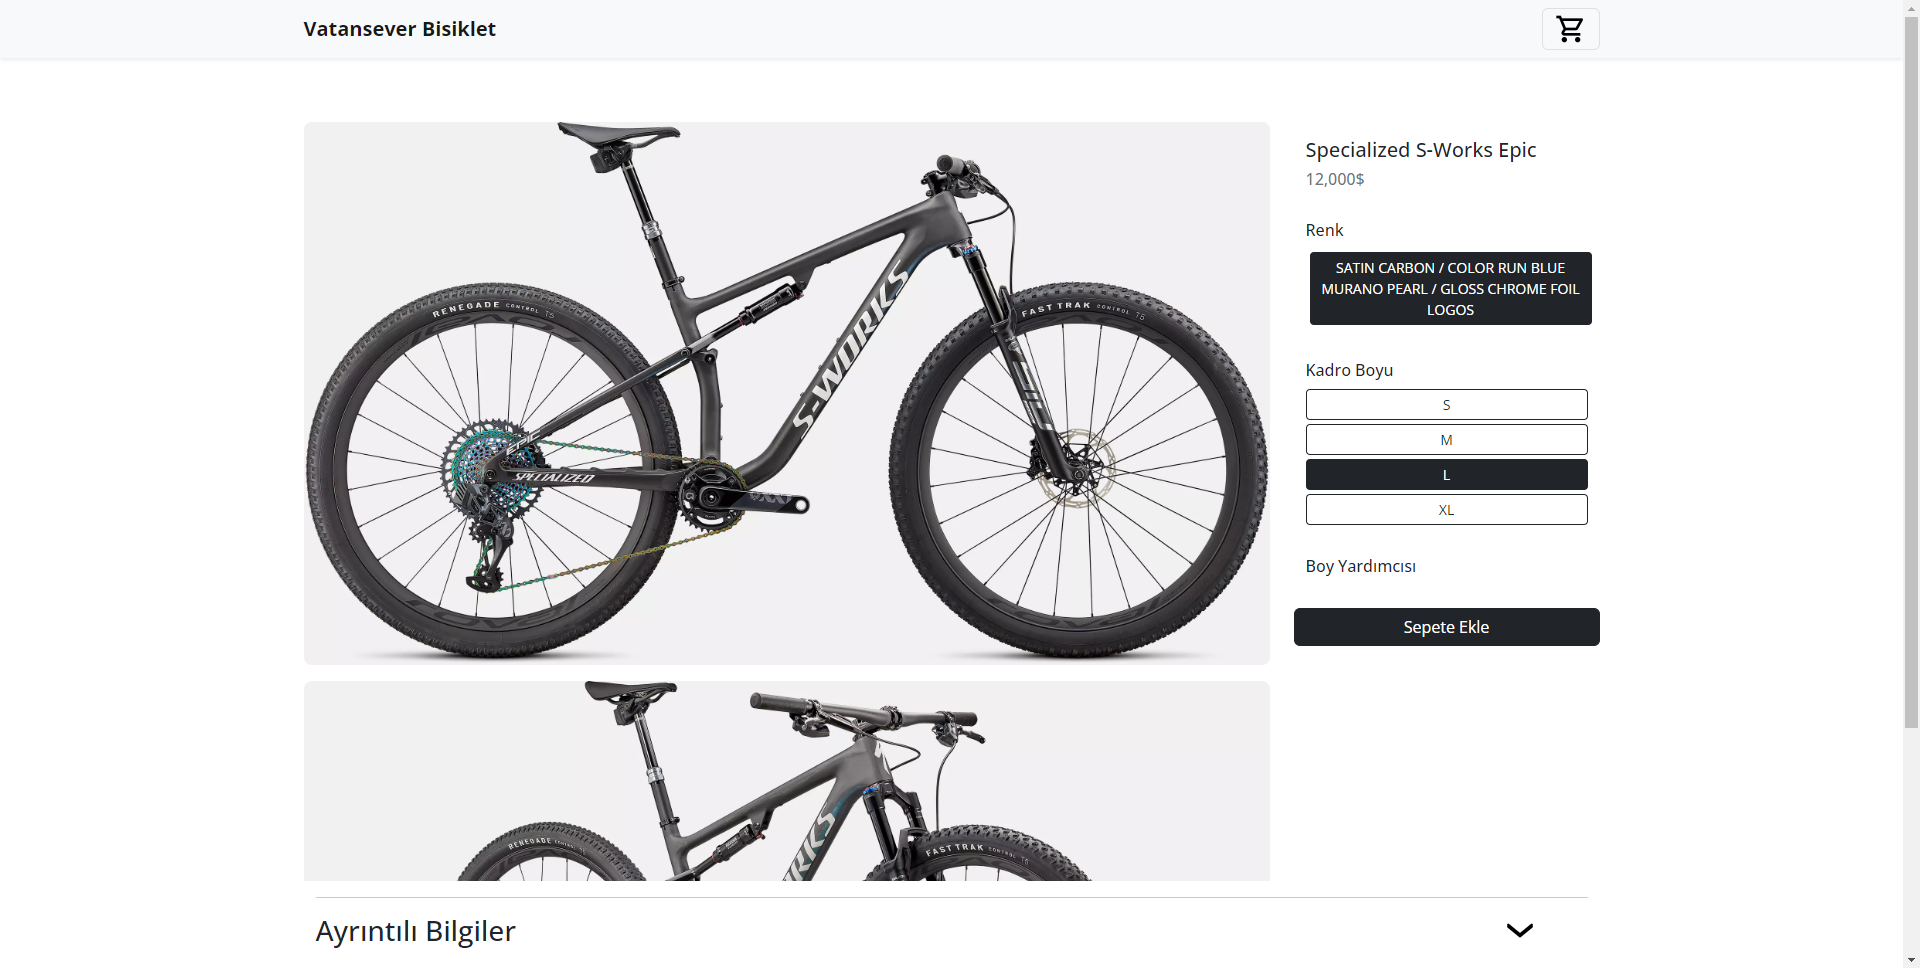 Vatansever Bisiklet
Specialized S-Works Epic
12,000$
Renk
SATIN CARBON / COLOR RUN BLUE
MURANO PEARL / GLOSS CHROME FOIL
LOGOS
Kadro Boyu
S
M
L
XL
Boy Yardımcısı
Sepete Ekle
RENEGADE CONTROL T5
S-WORKS
FAST TRAK CONTROL T5
EPIC
SPECIALIZED
RENEGADE CONTROL T5
RKS
FAST TRAK CONTROL T5
Ayrıntılı Bilgiler